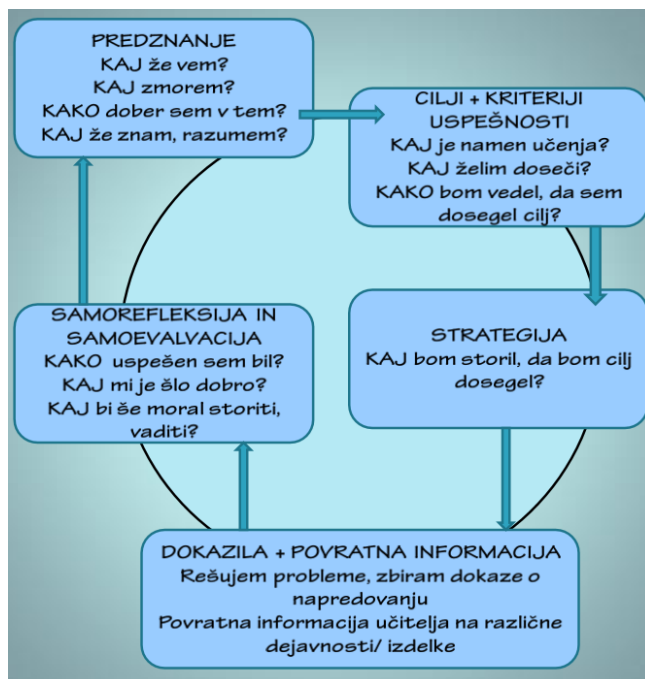 PREDZNANJE
KAJ že vem?
KAJ zmorem?
KAKO dober sem v tem?
KAJ že znam, razumem?
CILJI + KRITERIJI
USPEŠNOSTI
KAJ je namen učenja?
KAJ želim doseči?
KAKO bom vedel, da sem
dosegel cilj?
STRATEGIJA
KAJ bom storil, da bom cilj
dosegel?
DOKAZILA + POVRATNA INFORMACIJA
Rešujem probleme, zbiram dokaze o
napredovanju
Povratna informacija učitelja na različne
dejavnosti/ izdelke
SAMOREFLEKSIJA IN
SAMOEVALVACIJA
KAKO uspešen sem bil?
KAJ mi je šlo dobro?
KAJ bi še moral storiti,
vaditi?